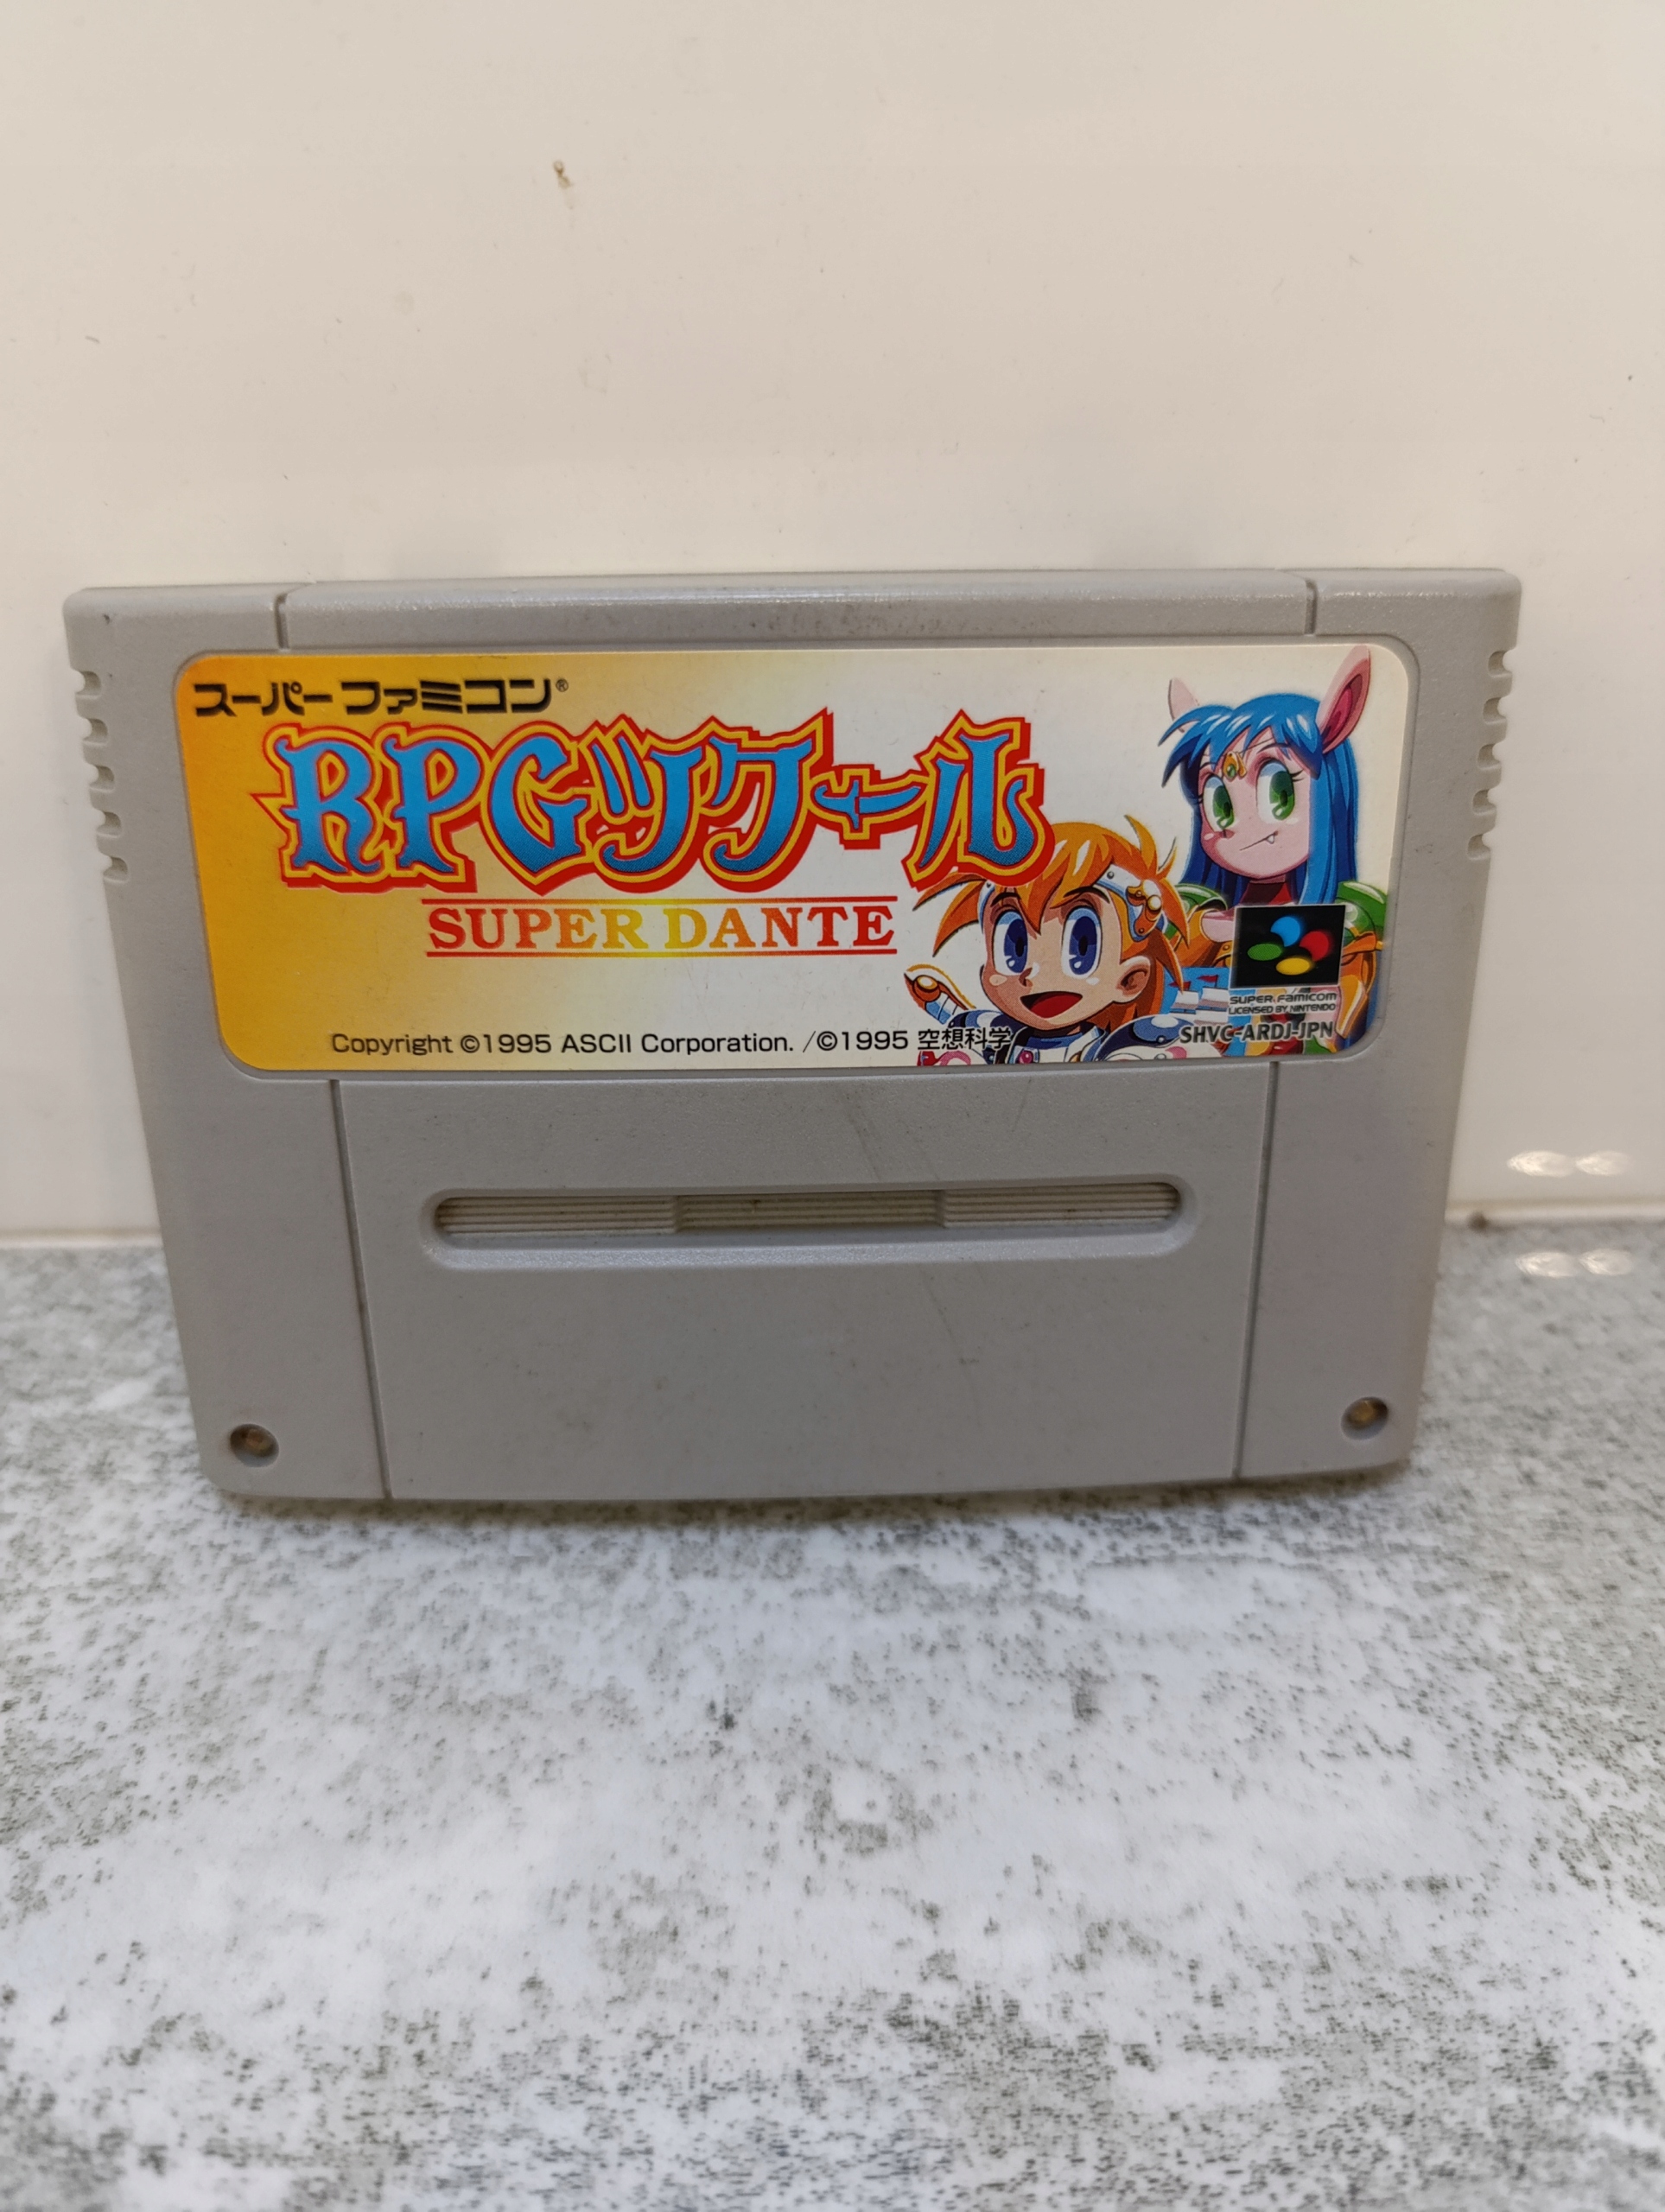 スーパーファミコン®
RPGツクール
SUPER DANTE
SUPER Famicom
LICENSED BY NINTENDO
Copyright ©1995 ASCII Corporation. /©1995 空想科学
SHVC-ARDJ-JPN